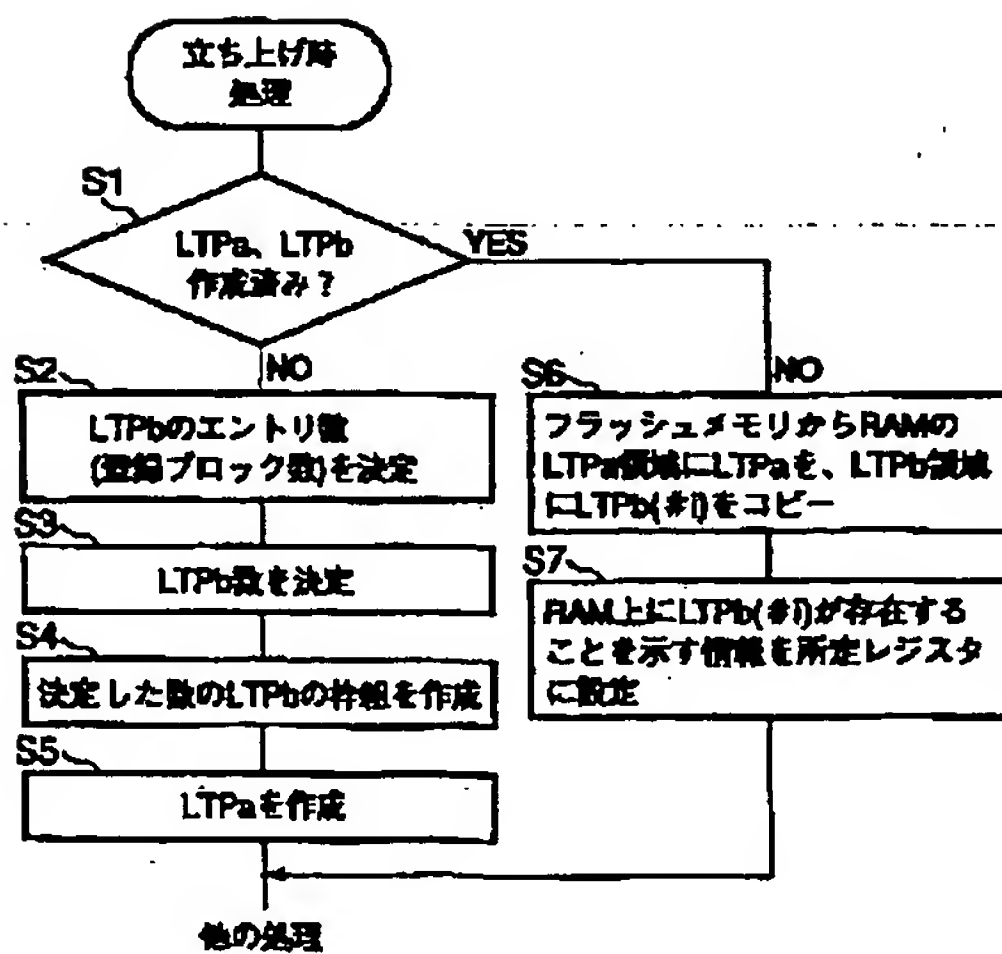 立ち上げ時
処理
S1
LTPa、LTPb
作成済み?
YES
NO
S2
LTPbのエントリ数
(登録ブロック数)を決定
S3
LTPb数を決定
S4
決定した数のLTPbの枠組を作成
S5
LTPaを作成
NO
S6
フラッシュメモリからRAMの
LTPa領域にLTPaを、LTPb領域
にLTPb(#i)をコピー
S7
RAM上にLTPb(#i)が存在する
ことを示す情報を所定レジスタ
に設定
他の処理